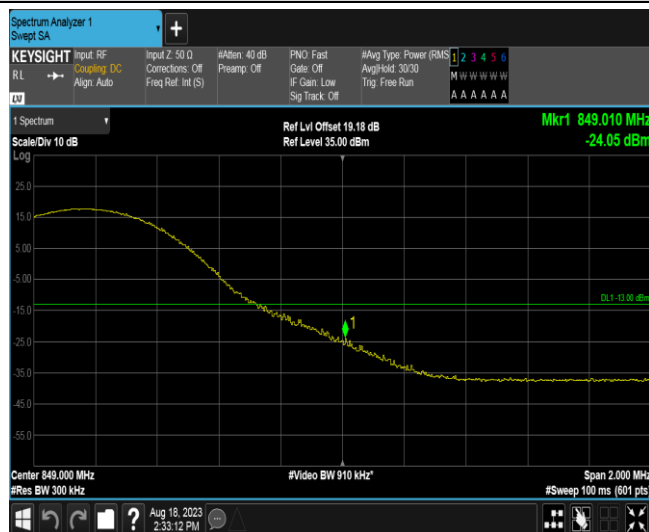 Spectrum Analyzer 1
Swept SA
KEYSIGHT Input: RF Input Z: 50 Ω #Atten: 40 dB PNO: Fast #Avg Type: Power (RMS 1 2 3 4 5 6
RL Coupling: DC Corrections: Off Preamp: Off Gate: Off Avg|Hold: 30/30 M W W W W W
Align: Auto Freq Ref: Int (S) IF Gain: Low Trig: Free Run
LXI Sig Track: Off A A A A A A
1 Spectrum Ref Lvl Offset 19.18 dB Mkr1 849.010 MHz
Scale/Div 10 dB Ref Level 35.00 dBm -24.05 dBm
Log
25.0
15.0
5.00
-5.00
DL1 -13.00 dBm
-15.0
1
-25.0
-35.0
-45.0
-55.0
Center 849.000 MHz #Video BW 910 kHz* Span 2.000 MHz
#Res BW 300 kHz #Sweep 100 ms (601 pts)
? Aug 18, 2023
2:33:12 PM